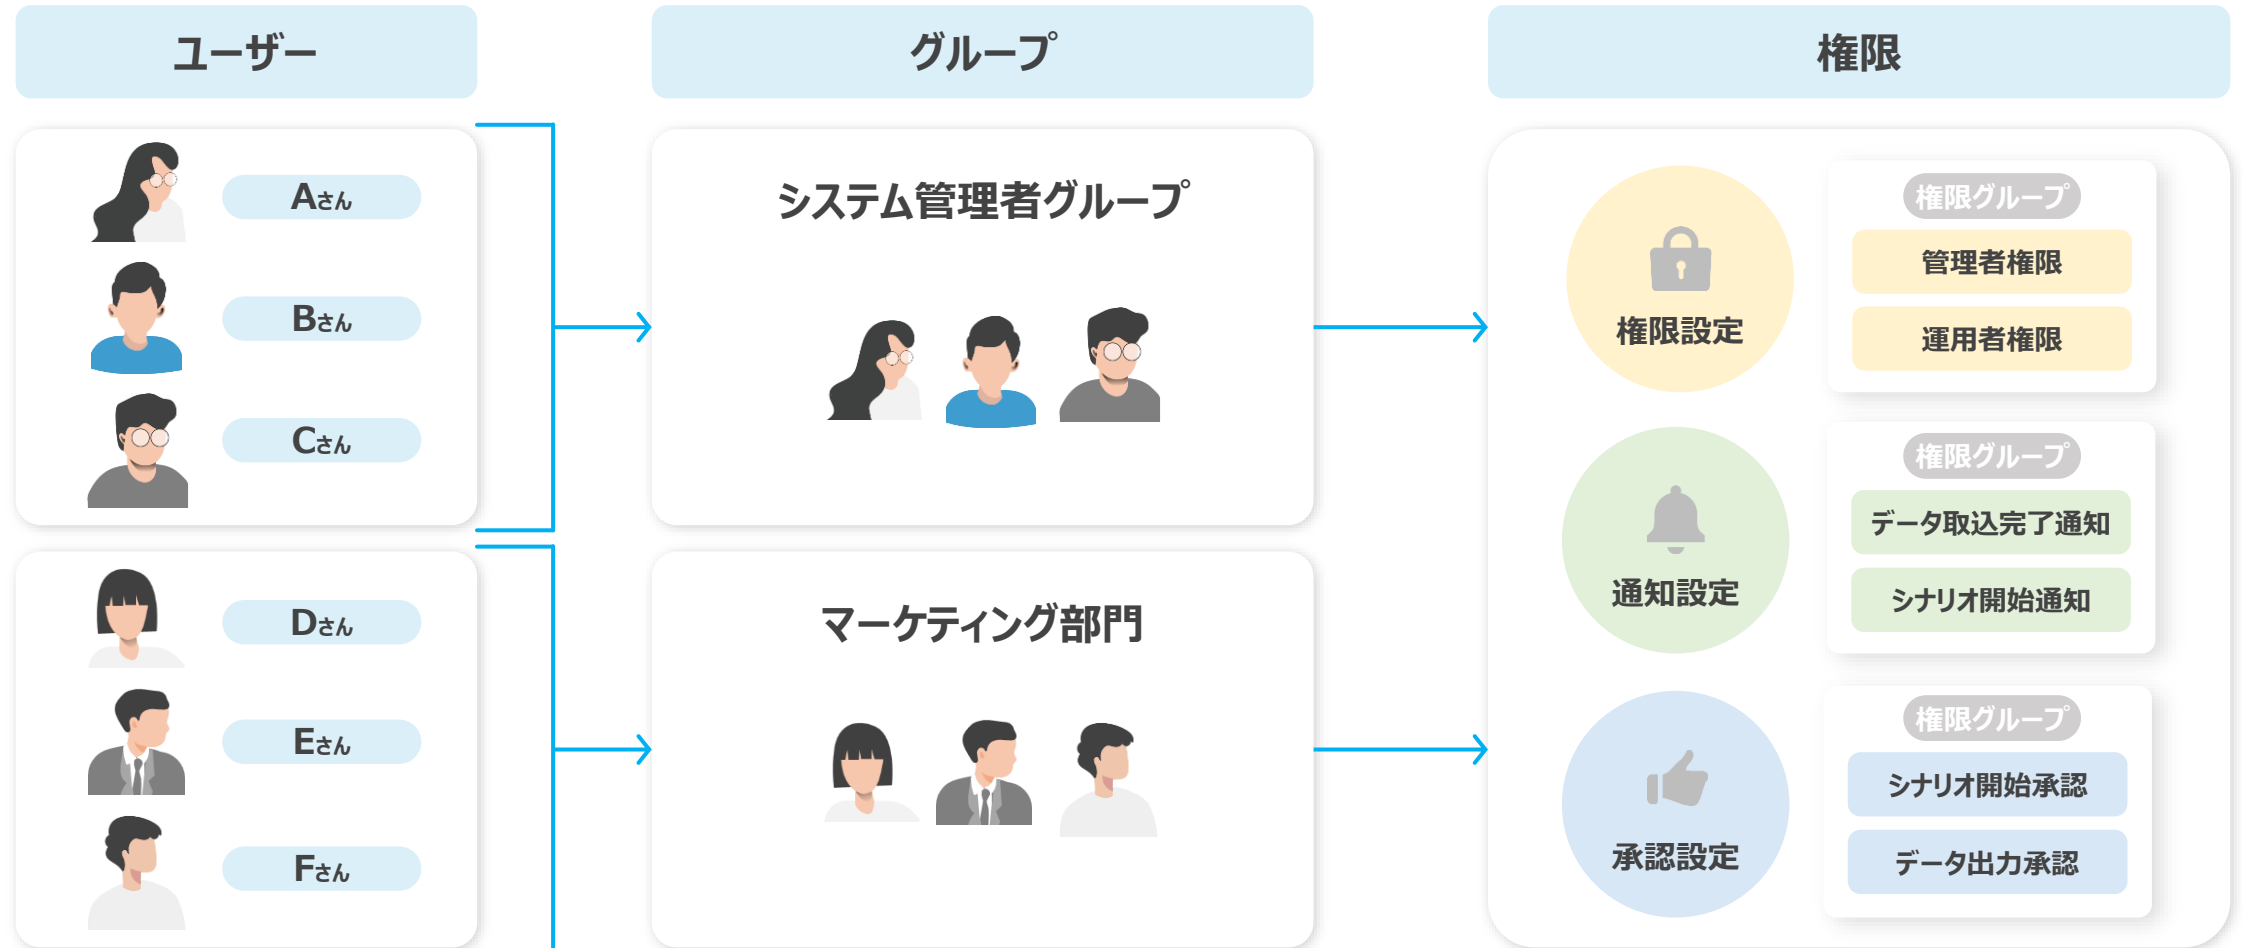 ユーザー
グループ
権限
Aさん
Bさん
Cさん
Dさん
Eさん
Fさん
システム管理者グループ
マーケティング部門
権限設定
権限グループ
管理者権限
運用者権限
通知設定
権限グループ
データ取込完了通知
シナリオ開始通知
承認設定
権限グループ
シナリオ開始承認
データ出力承認